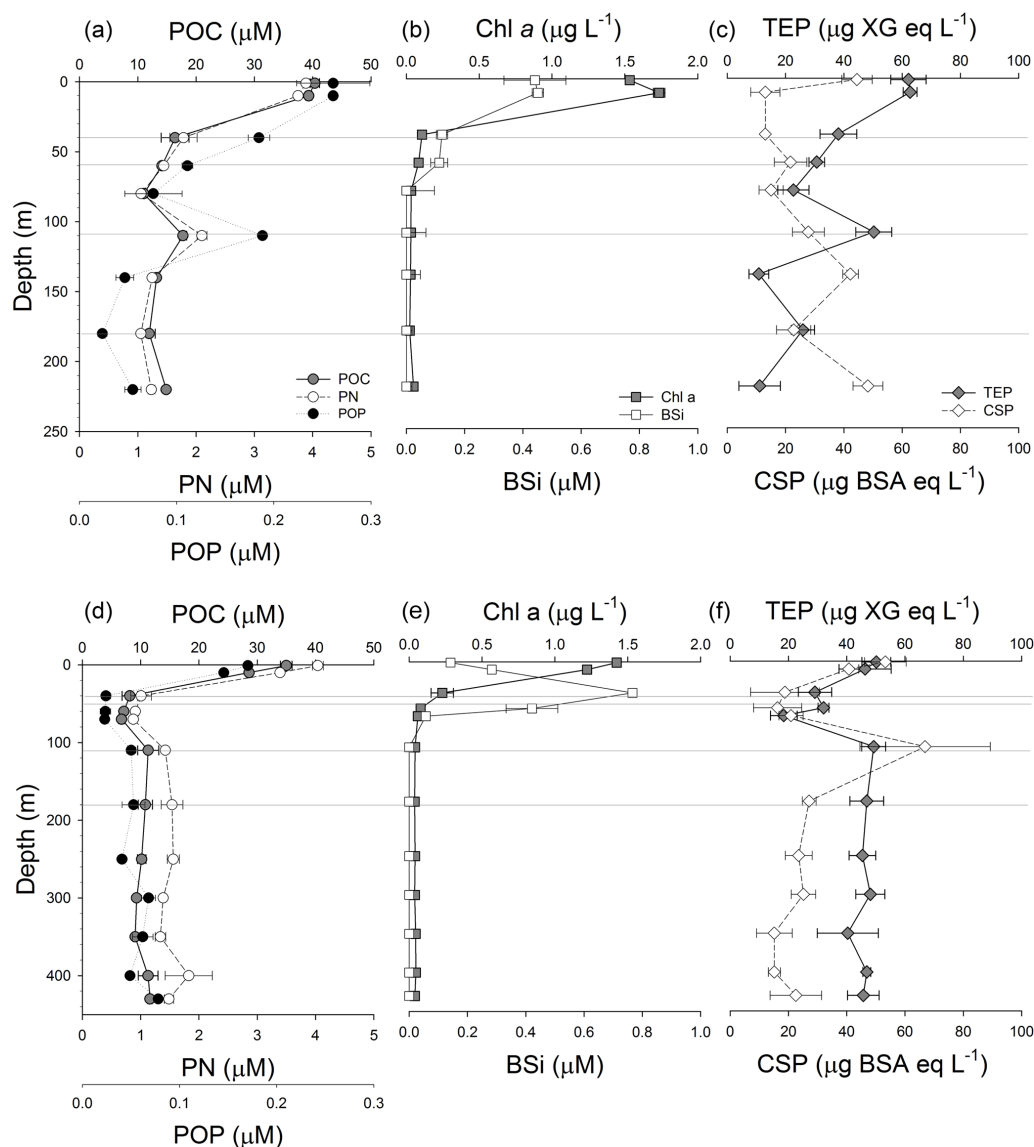 (a) POC (μM) (b) Chl a (μg L-1) (c) TEP (μg XG eq L-1)
0 10 20 30 40 50 0.0 0.5 1.0 1.5 2.0 0 20 40 60 80 100
0
50
100
150
200
250
Depth (m)
POC
PN
POP
Chl a
BSi
TEP
CSP
0 1 2 3 4 5 0.0 0.2 0.4 0.6 0.8 1.0 0 20 40 60 80 100
PN (μM) BSi (μM) CSP (μg BSA eq L-1)
0.0 0.1 0.2 0.3
POP (μM)
(d) POC (μM) (e) Chl a (μg L-1) (f) TEP (μg XG eq L-1)
0 10 20 30 40 50 0.0 0.5 1.0 1.5 2.0 0 20 40 60 80 100
0
100
200
300
400
Depth (m)
0 1 2 3 4 5 0.0 0.2 0.4 0.6 0.8 1.0 0 20 40 60 80 100
PN (μM) BSi (μM) CSP (μg BSA eq L-1)
0.0 0.1 0.2 0.3
POP (μM)